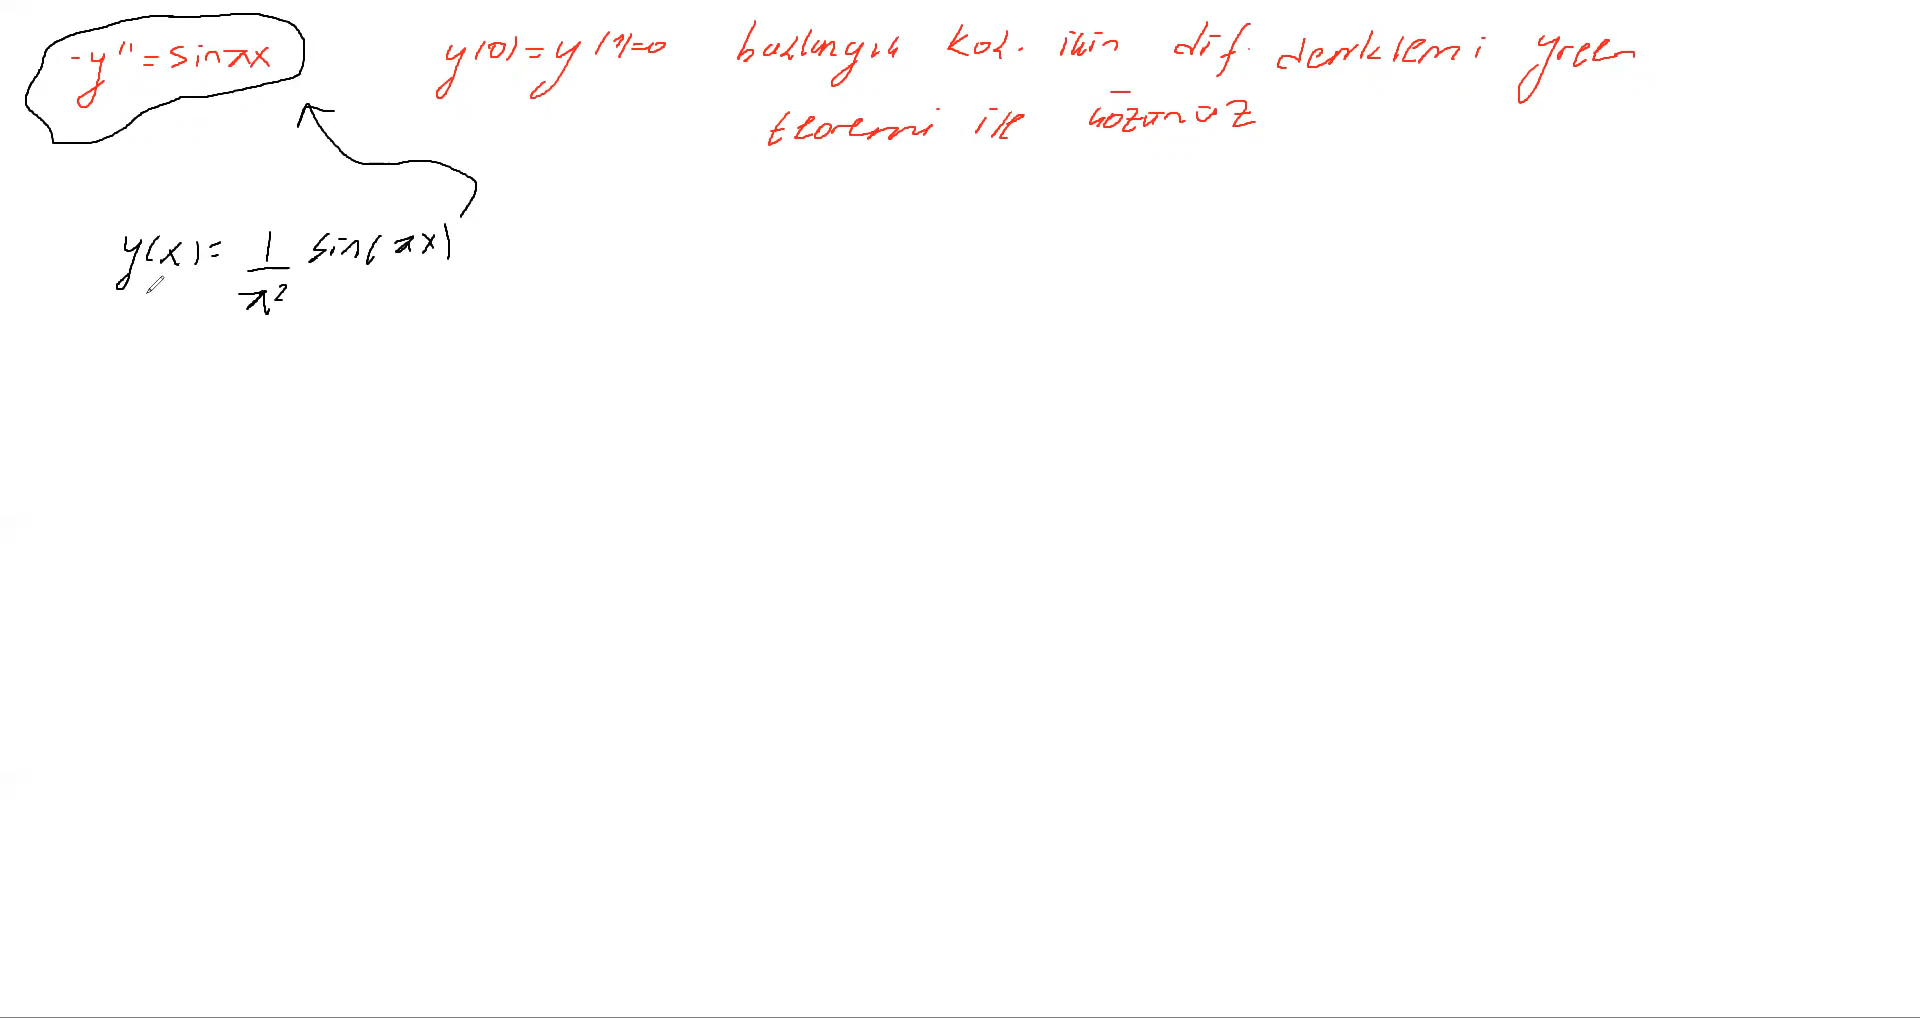 -y'' = sinπx y(0)=y(1)=0 başlangıç koş. için dif. denklemi green
teoremi ile çözünüz
y(x) = 1/π² sin(πx)